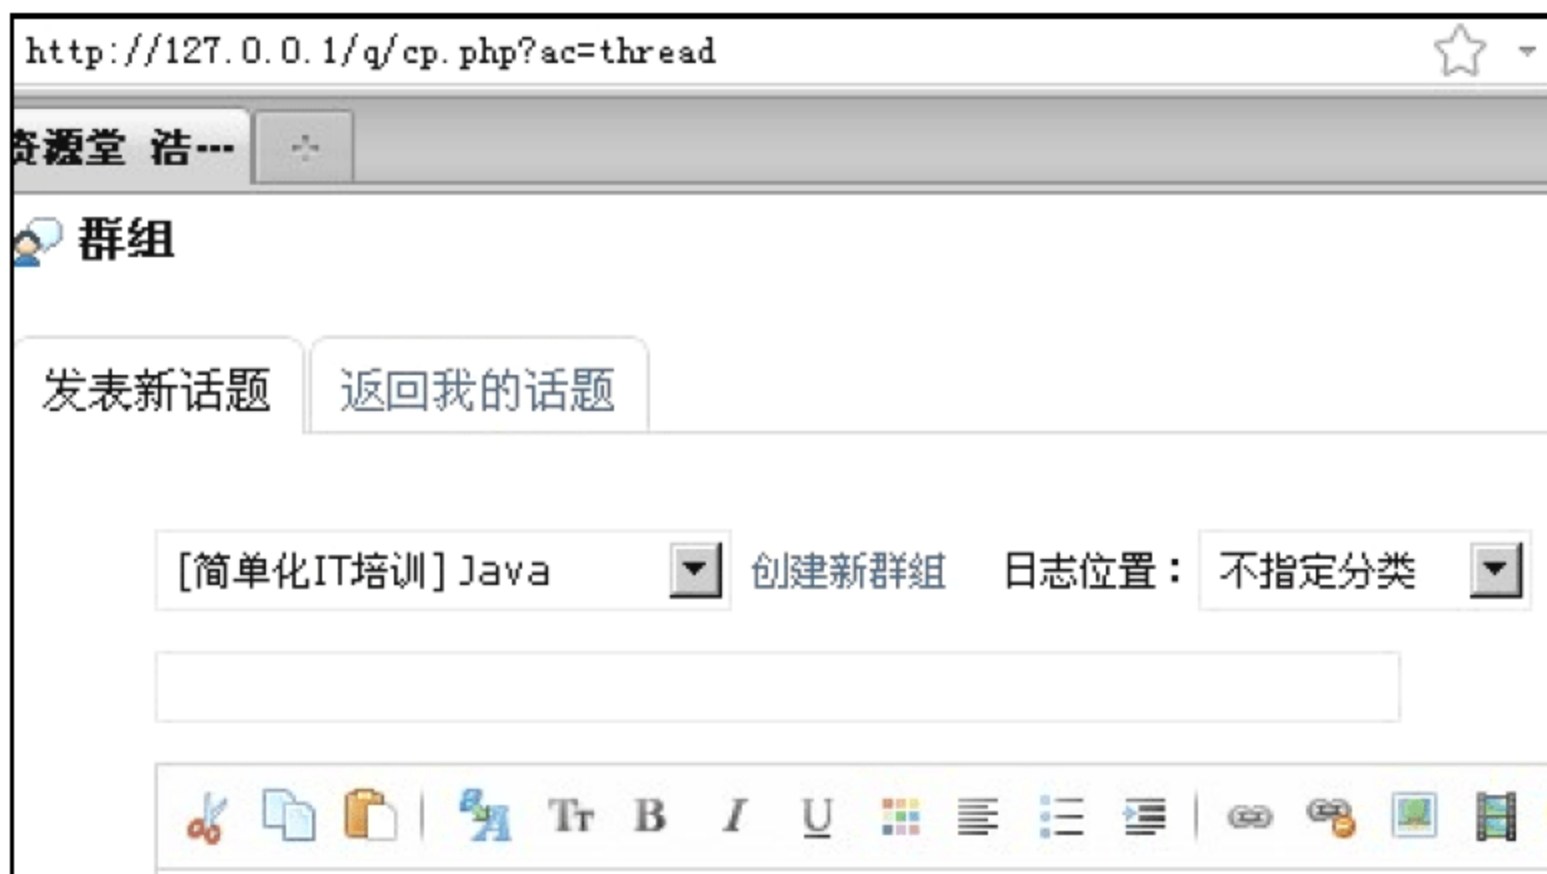 http://127.0.0.1/q/cp.php?ac=thread
资源堂 浩…
群组
发表新话题 返回我的话题
[简单化IT培训]Java 创建新群组 日志位置：不指定分类
Tr B I U